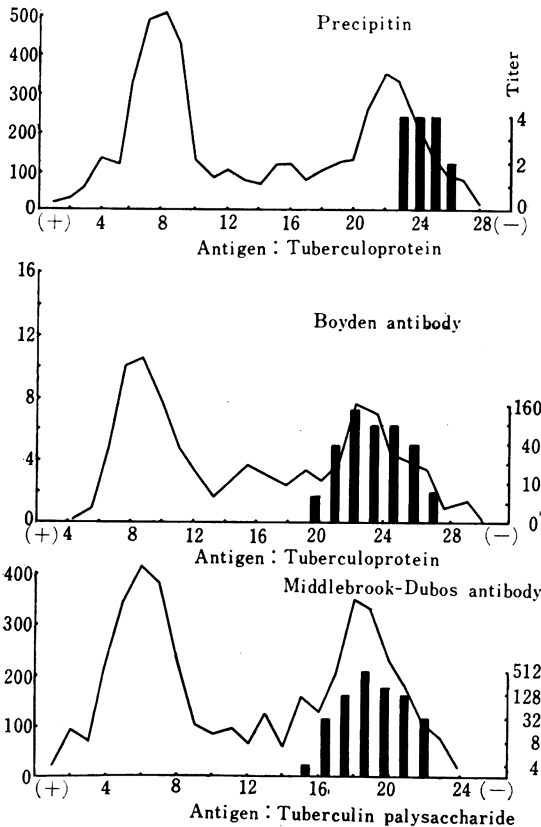 Precipitin
500
400
300
200
100
0
Titer
4
2
0
(+) 4 8 12 16 20 24 28 (-)
Antigen : Tuberculoprotein
Boyden antibody
16
12
8
4
0
160
40
10
0
(+) 4 8 12 16 20 24 28 (-)
Antigen : Tuberculoprotein
Middlebrook-Dubos antibody
400
300
200
100
0
512
128
32
8
4
(+) 4 8 12 16 20 24 (-)
Antigen : Tuberculin palysaccharide